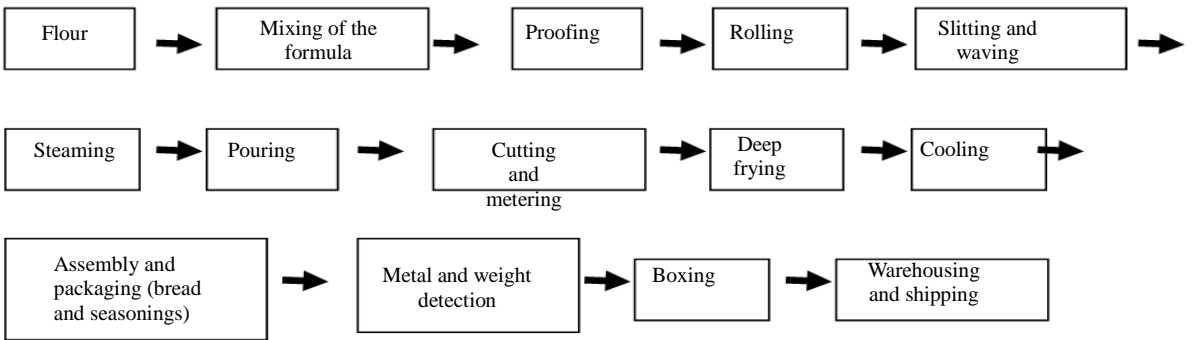 Flour
Mixing of the
formula
Proofing
Rolling
Slitting and
waving
Steaming
Pouring
Cutting
and
metering
Deep
frying
Cooling
Assembly and
packaging (bread
and seasonings)
Metal and weight
detection
Boxing
Warehousing
and shipping